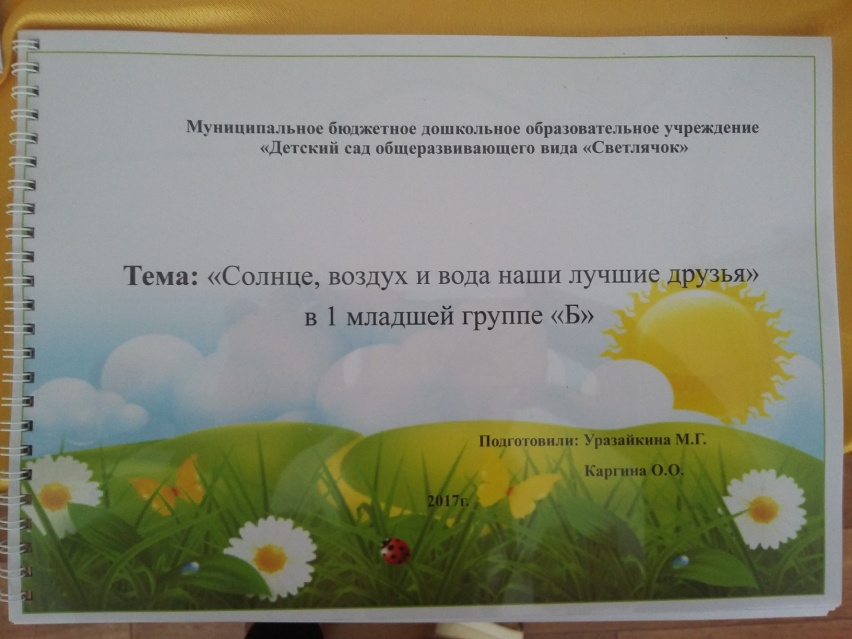 Муниципальное бюджетное дошкольное образовательное учреждение
«Детский сад общеразвивающего вида «Светлячок»
Тема: «Солнце, воздух и вода наши лучшие друзья»
в 1 младшей группе «Б»
Подготовили: Уразайкина М.Г.
Каргина О.О.
2017г.